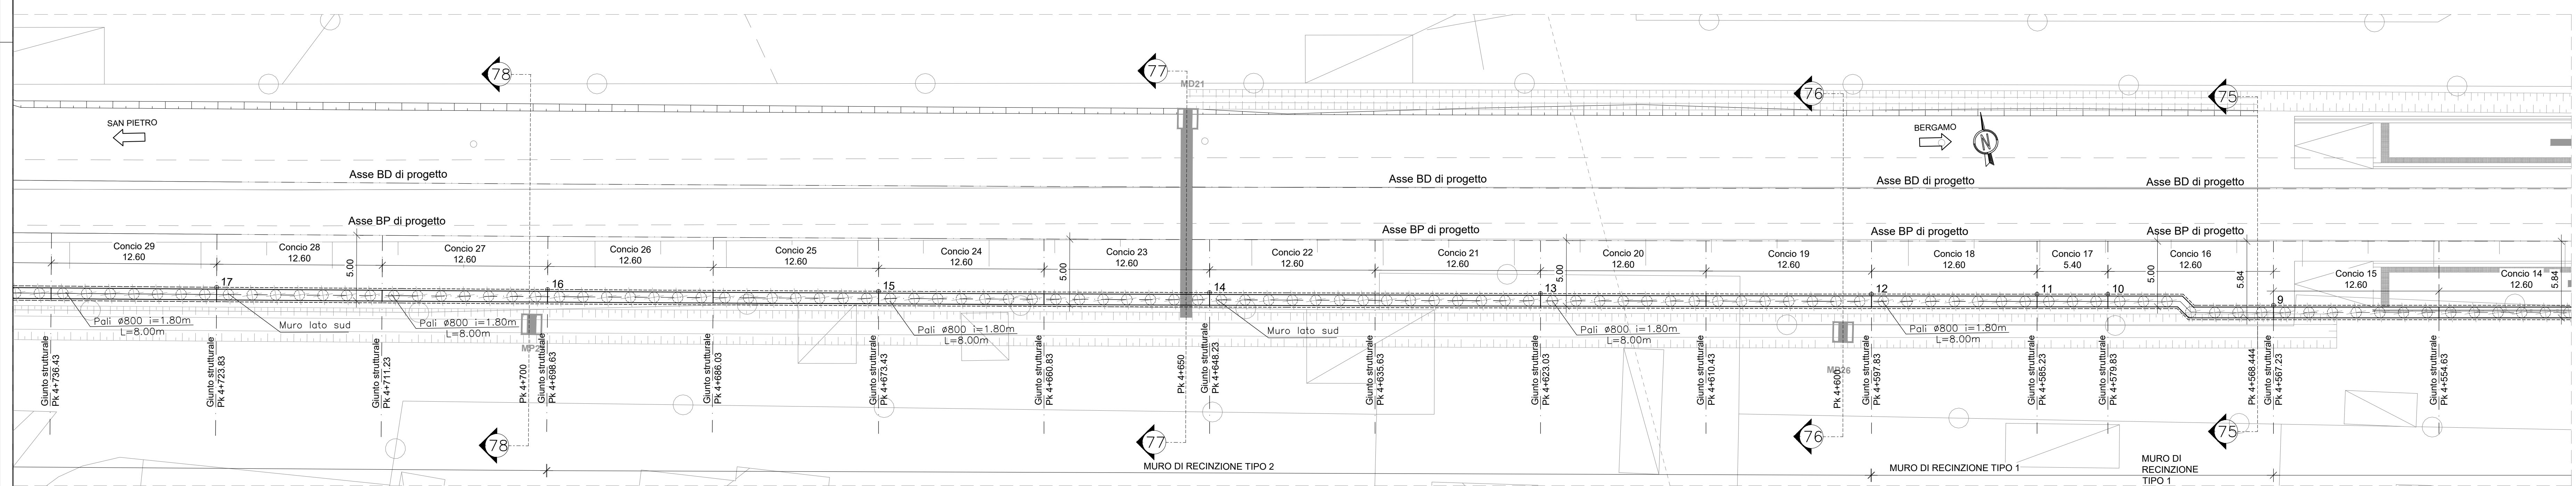 78
77
MD21
76
75
SAN PIETRO
BERGAMO
N
Asse BD di progetto
Asse BD di progetto
Asse BD di progetto
Asse BD di progetto
Asse BP di progetto
Asse BP di progetto
Asse BP di progetto
Asse BP di progetto
Concio 29
12.60
Concio 28
12.60
5.00
Concio 27
12.60
Concio 26
12.60
Concio 25
12.60
Concio 24
12.60
5.00
Concio 23
12.60
Concio 22
12.60
Concio 21
12.60
5.00
Concio 20
12.60
Concio 19
12.60
Concio 18
12.60
Concio 17
5.40
5.00
Concio 16
12.60
5.84
Concio 15
12.60
Concio 14
12.60
5.84
17
16
15
14
13
12
11
10
9
Pali ø800 i=1.80m
L=8.00m
Muro lato sud
Pali ø800 i=1.80m
L=8.00m
Pali ø800 i=1.80m
L=8.00m
Muro lato sud
Pali ø800 i=1.80m
L=8.00m
Pali ø800 i=1.80m
L=8.00m
Giunto strutturale
Pk 4+736.43
Giunto strutturale
Pk 4+723.83
Giunto strutturale
Pk 4+711.23
Pk 4+700
Giunto strutturale
Pk 4+698.63
Giunto strutturale
Pk 4+686.03
Giunto strutturale
Pk 4+673.43
Giunto strutturale
Pk 4+660.83
Pk 4+650
Giunto strutturale
Pk 4+648.23
Giunto strutturale
Pk 4+635.63
Giunto strutturale
Pk 4+623.03
Giunto strutturale
Pk 4+610.43
Pk 4+600
Giunto strutturale
Pk 4+597.83
Giunto strutturale
Pk 4+585.23
Giunto strutturale
Pk 4+579.83
Pk 4+568.444
Giunto strutturale
Pk 4+567.23
Giunto strutturale
Pk 4+554.63
78
77
76
75
MURO DI RECINZIONE TIPO 2
MURO DI RECINZIONE TIPO 1
MURO DI
RECINZIONE
TIPO 1